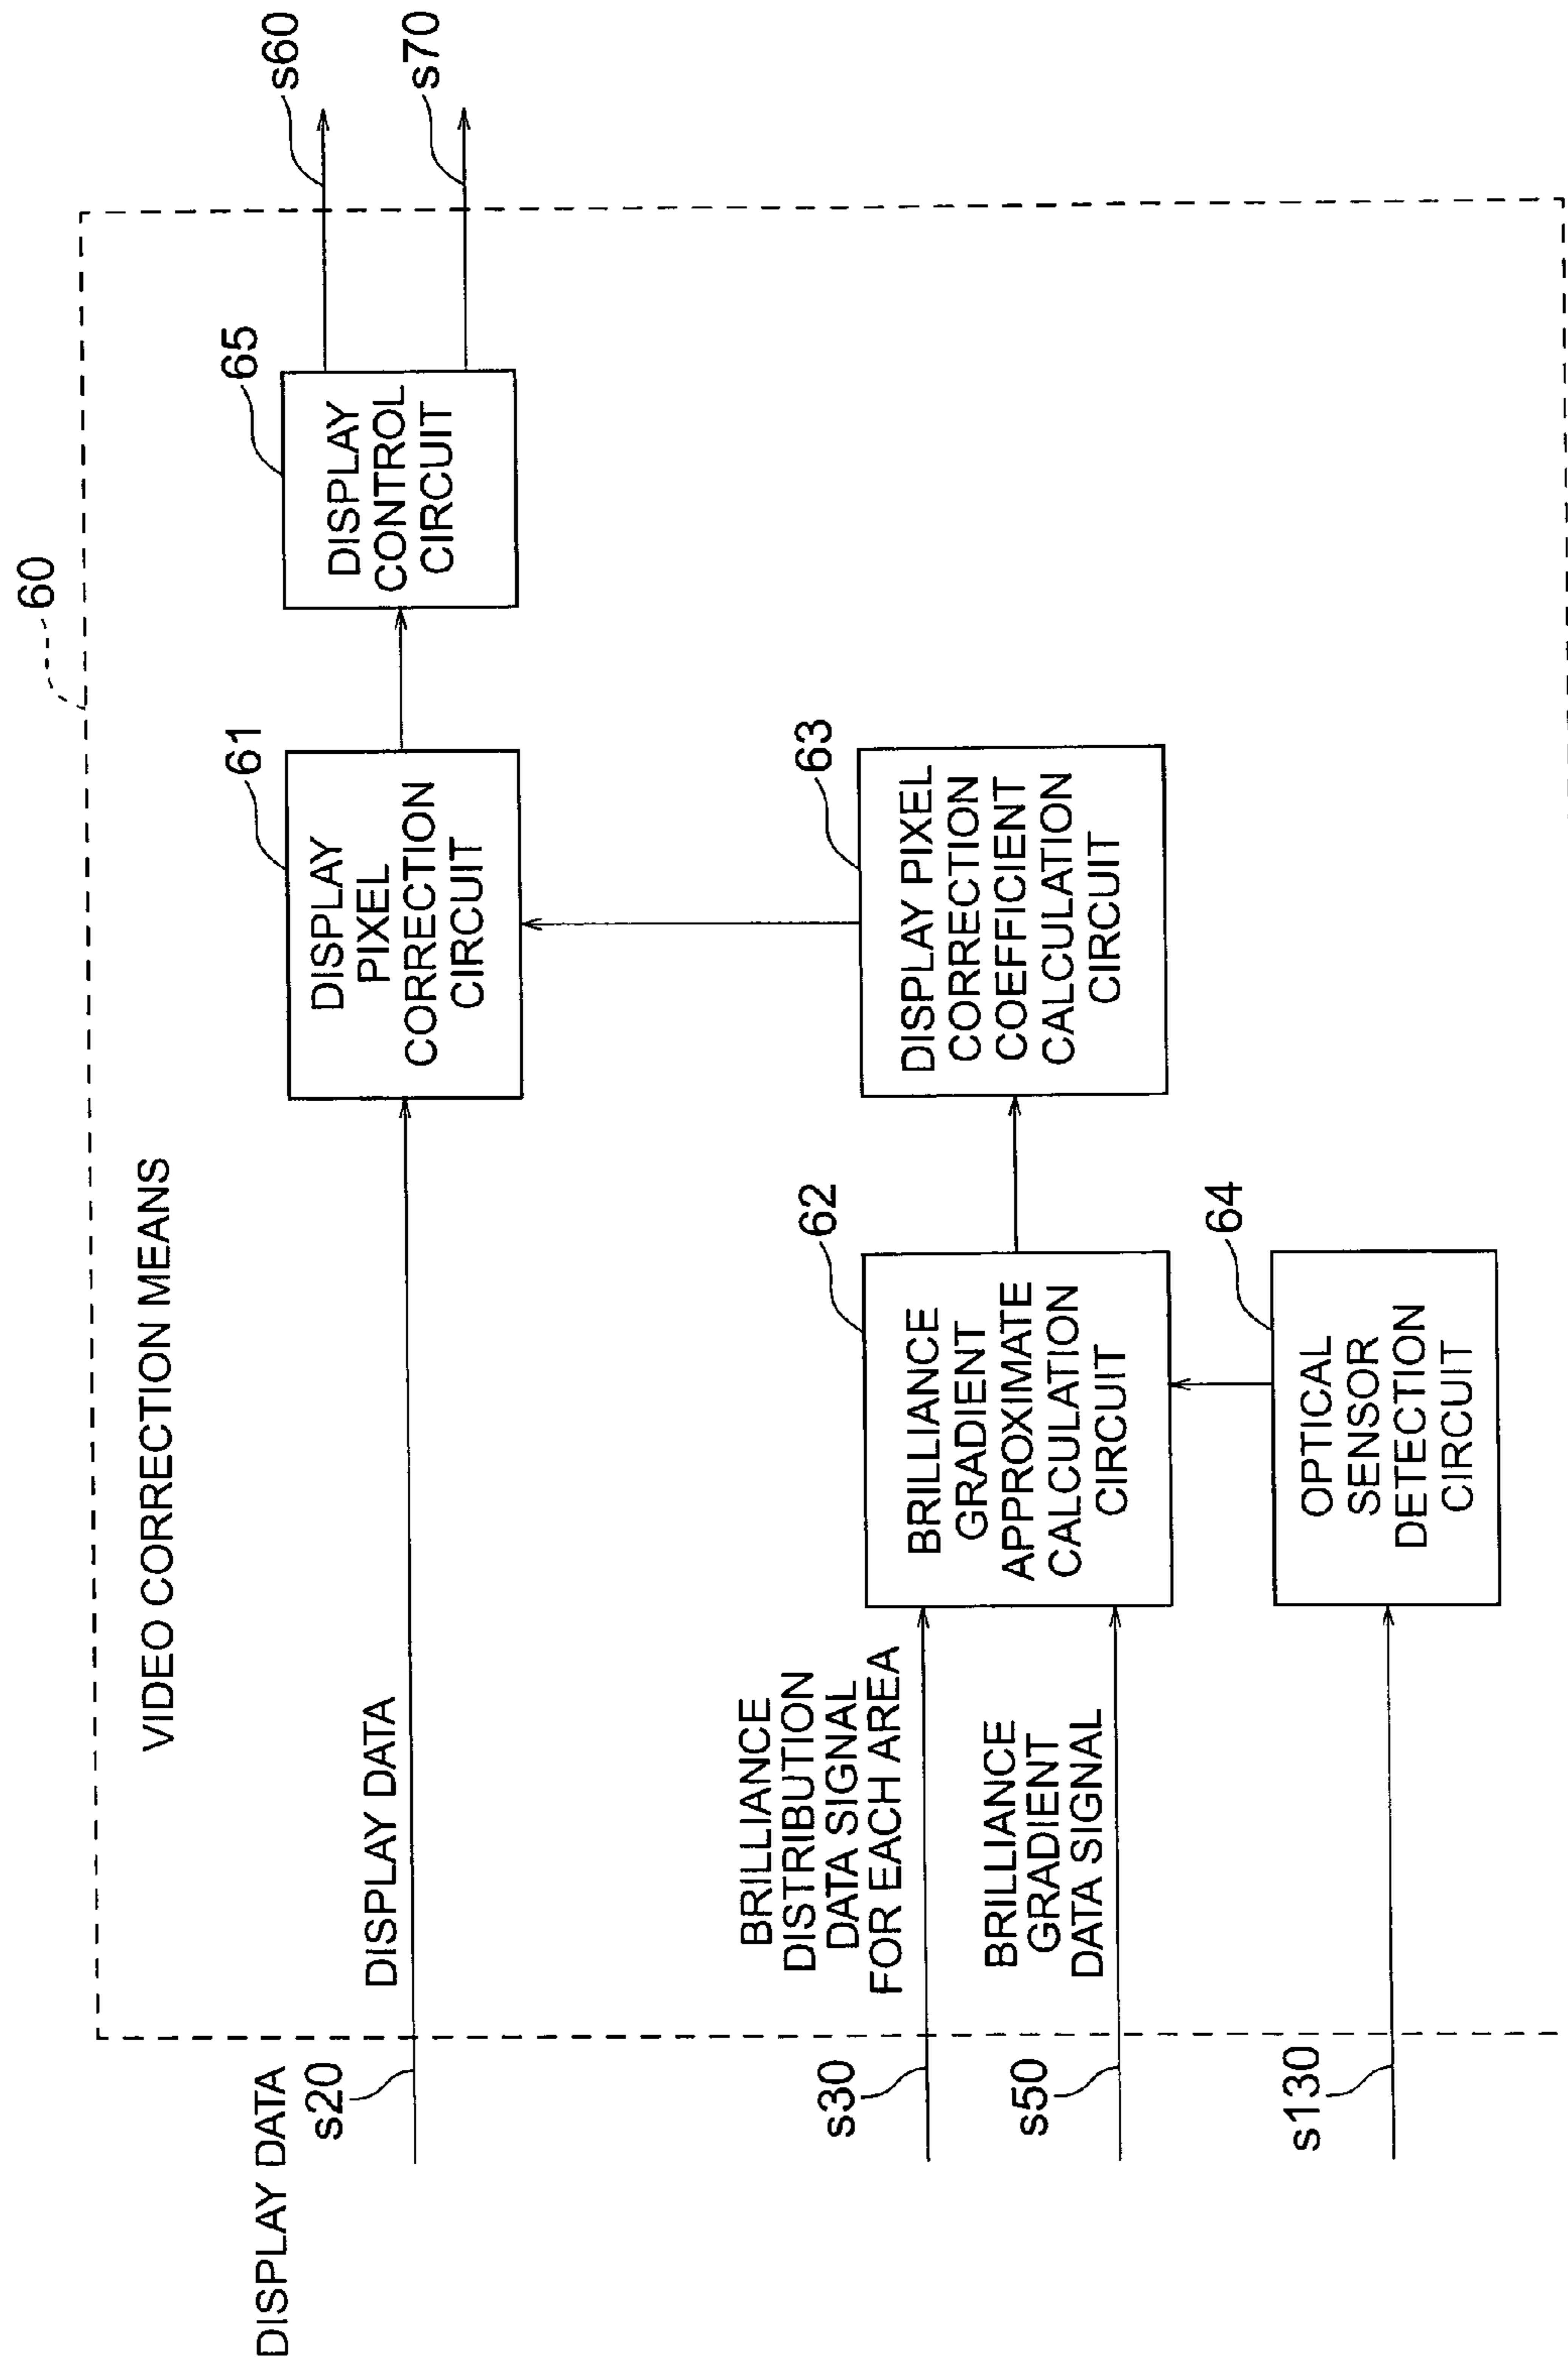 60
VIDEO CORRECTION MEANS
DISPLAY DATA
s20
DISPLAY DATA
61
DISPLAY
PIXEL
CORRECTION
CIRCUIT
65
DISPLAY
CONTROL
CIRCUIT
s60
s70
s30
BRILLIANCE
DISTRIBUTION
DATA SIGNAL
FOR EACH AREA
s50
BRILLIANCE
GRADIENT
DATA SIGNAL
62
BRILLIANCE
GRADIENT
APPROXIMATE
CALCULATION
CIRCUIT
63
DISPLAY PIXEL
CORRECTION
COEFFICIENT
CALCULATION
CIRCUIT
s130
64
OPTICAL
SENSOR
DETECTION
CIRCUIT